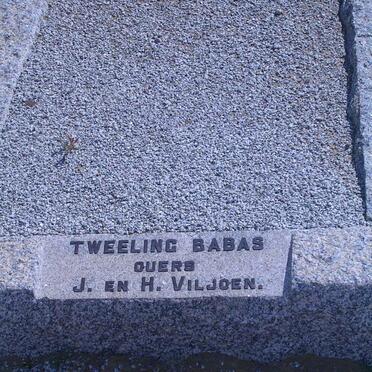 TWEELING BABAS
OUERS
J. EN H. VILJOEN.